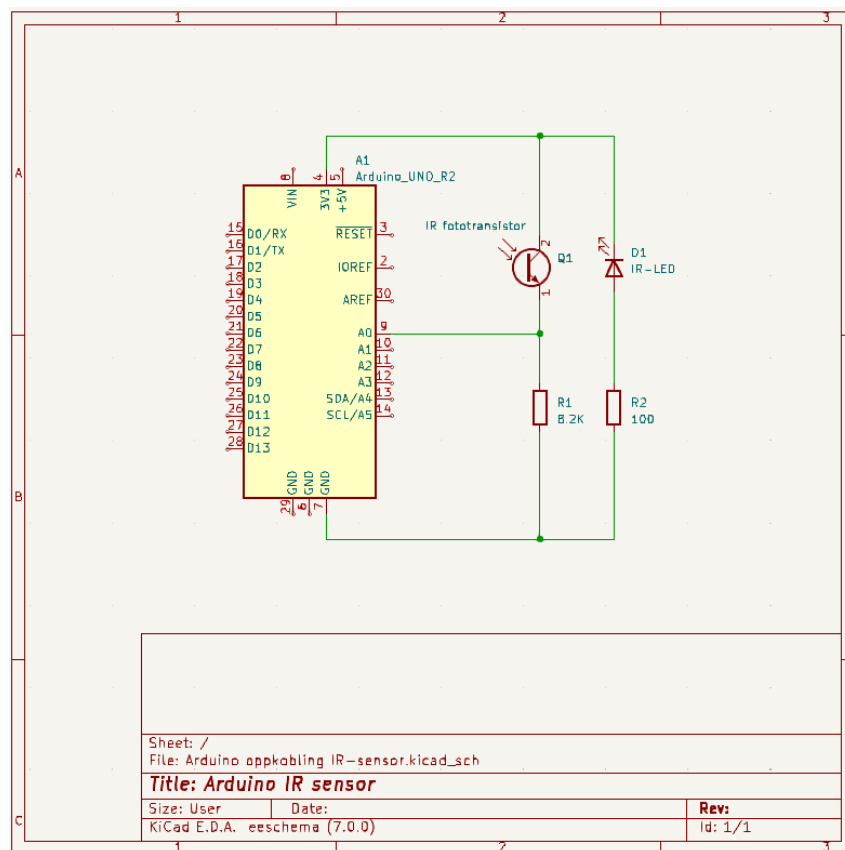 1 2 3
A
B
C
A1
Arduino_UNO_R2
8 4 5
VIN 3V3 +5V
15 D0/RX RESET 3
16 D1/TX
17 D2 IOREF 2
18 D3
19 D4 AREF 30
20 D5
21 D6 A0 9
22 D7 A1 10
23 D8 A2 11
24 D9 A3 12
25 D10 SDA/A4 13
26 D11 SCL/A5 14
27 D12
28 D13
GND GND GND
29 6 7
IR fototransistor
2
Q1
1
D1
IR-LED
R1
8.2K
R2
100
Sheet: /
File: Arduino oppkobling IR-sensor.kicad_sch
Title: Arduino IR sensor
Size: User Date: Rev:
KiCad E.D.A. eeschema (7.0.0) Id: 1/1
1 2 3